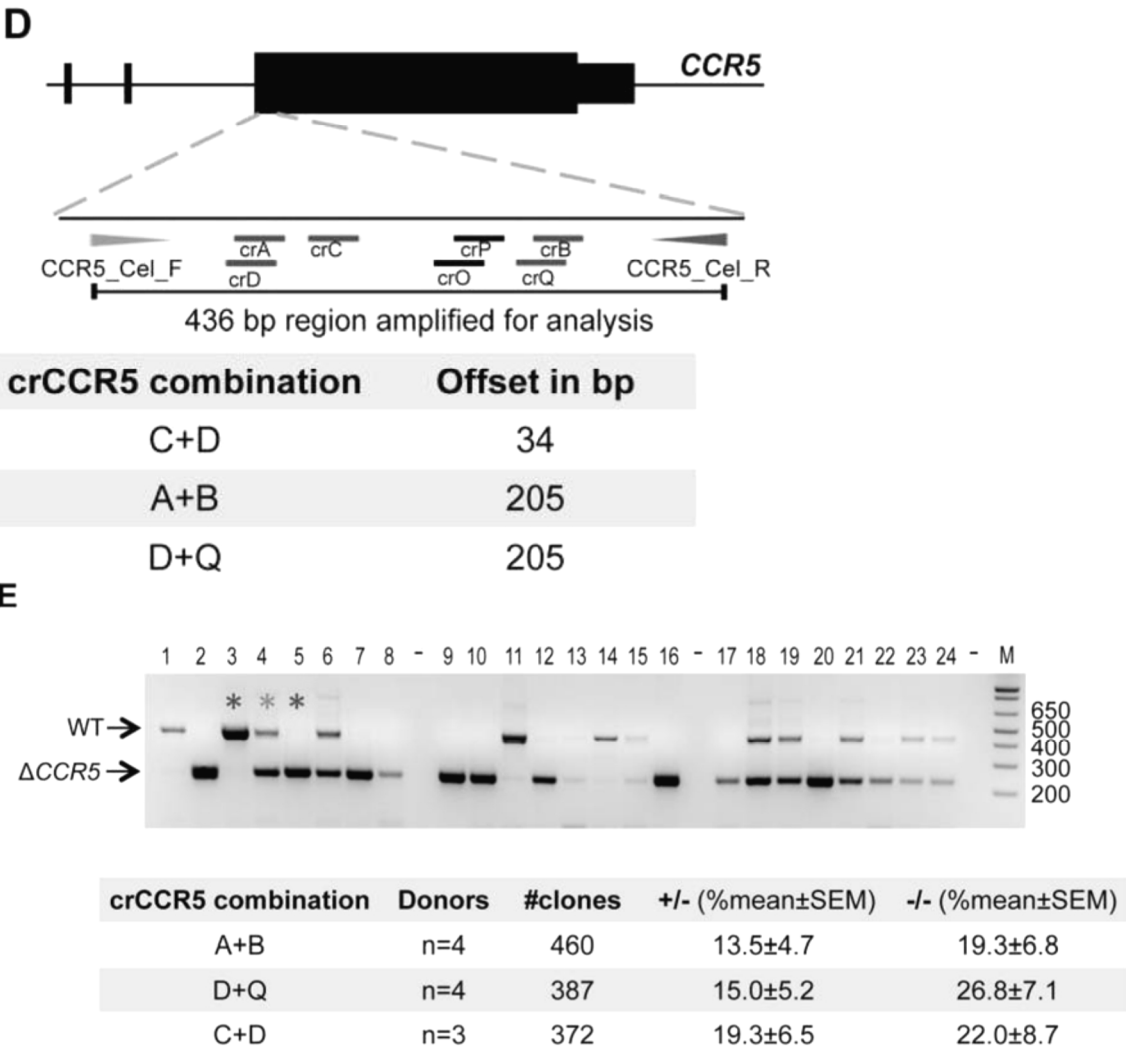 D
CCR5
crA crC crP crB
CCR5_Cel_F crD crO crQ CCR5_Cel_R
436 bp region amplified for analysis
crCCR5 combination Offset in bp
C+D 34
A+B 205
D+Q 205
E
1 2 3 4 5 6 7 8 - 9 10 11 12 13 14 15 - 16 17 18 19 20 21 22 23 24 - M
* * *
WT
ΔCCR5
650
500
400
300
200
crCCR5 combination Donors #clones +/- (%mean±SEM) -/- (%mean±SEM)
A+B n=4 460 13.5±4.7 19.3±6.8
D+Q n=4 387 15.0±5.2 26.8±7.1
C+D n=3 372 19.3±6.5 22.0±8.7